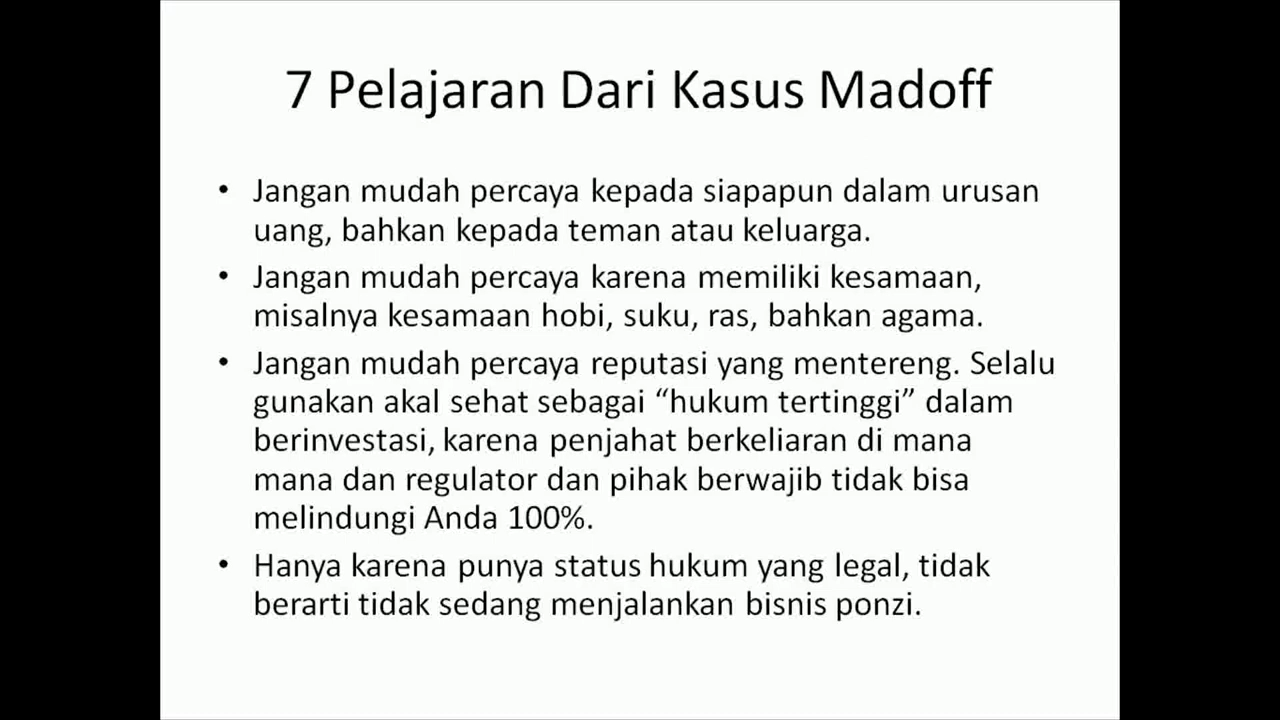 7 Pelajaran Dari Kasus Madoff
• Jangan mudah percaya kepada siapapun dalam urusan
uang, bahkan kepada teman atau keluarga.
• Jangan mudah percaya karena memiliki kesamaan,
misalnya kesamaan hobi, suku, ras, bahkan agama.
• Jangan mudah percaya reputasi yang mentereng. Selalu
gunakan akal sehat sebagai “hukum tertinggi” dalam
berinvestasi, karena penjahat berkeliaran di mana
mana dan regulator dan pihak berwajib tidak bisa
melindungi Anda 100%.
• Hanya karena punya status hukum yang legal, tidak
berarti tidak sedang menjalankan bisnis ponzi.